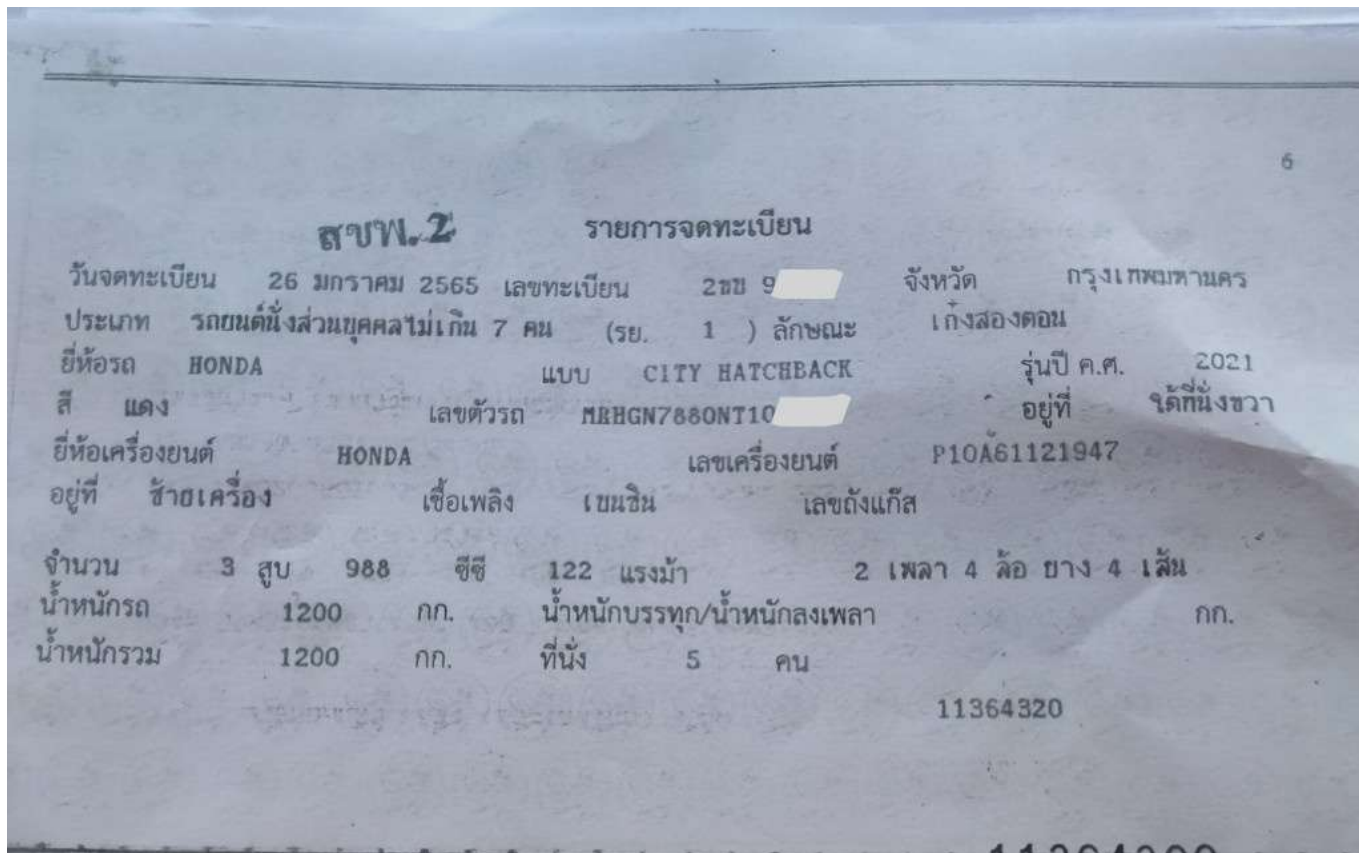 6
สขพ.2 รายการจดทะเบียน
วันจดทะเบียน 26 มกราคม 2565 เลขทะเบียน 2ขข 9 จังหวัด กรุงเทพมหานคร
ประเภท รถยนต์นั่งส่วนบุคคลไม่เกิน 7 คน (รย. 1 ) ลักษณะ เก๋งสองตอน
ยี่ห้อรถ HONDA แบบ CITY HATCHBACK รุ่นปี ค.ศ. 2021
สี แดง เลขตัวรถ MRHGN7880NT10 อยู่ที่ ใต้ที่นั่งขวา
ยี่ห้อเครื่องยนต์ HONDA เลขเครื่องยนต์ P10A61121947
อยู่ที่ ซ้ายเครื่อง เชื้อเพลิง เบนซิน เลขถังแก๊ส
จำนวน 3 สูบ 988 ซีซี 122 แรงม้า 2 เพลา 4 ล้อ ยาง 4 เส้น
น้ำหนักรถ 1200 กก. น้ำหนักบรรทุก/น้ำหนักลงเพลา กก.
น้ำหนักรวม 1200 กก. ที่นั่ง 5 คน
11364320